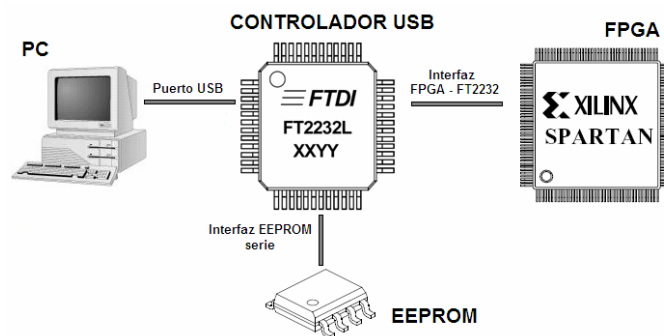 CONTROLADOR USB
FPGA
PC
Puerto USB
FTDI
FT2232L
XXYY
Interfaz
FPGA - FT2232
XILINX
SPARTAN
Interfaz EEPROM
serie
EEPROM